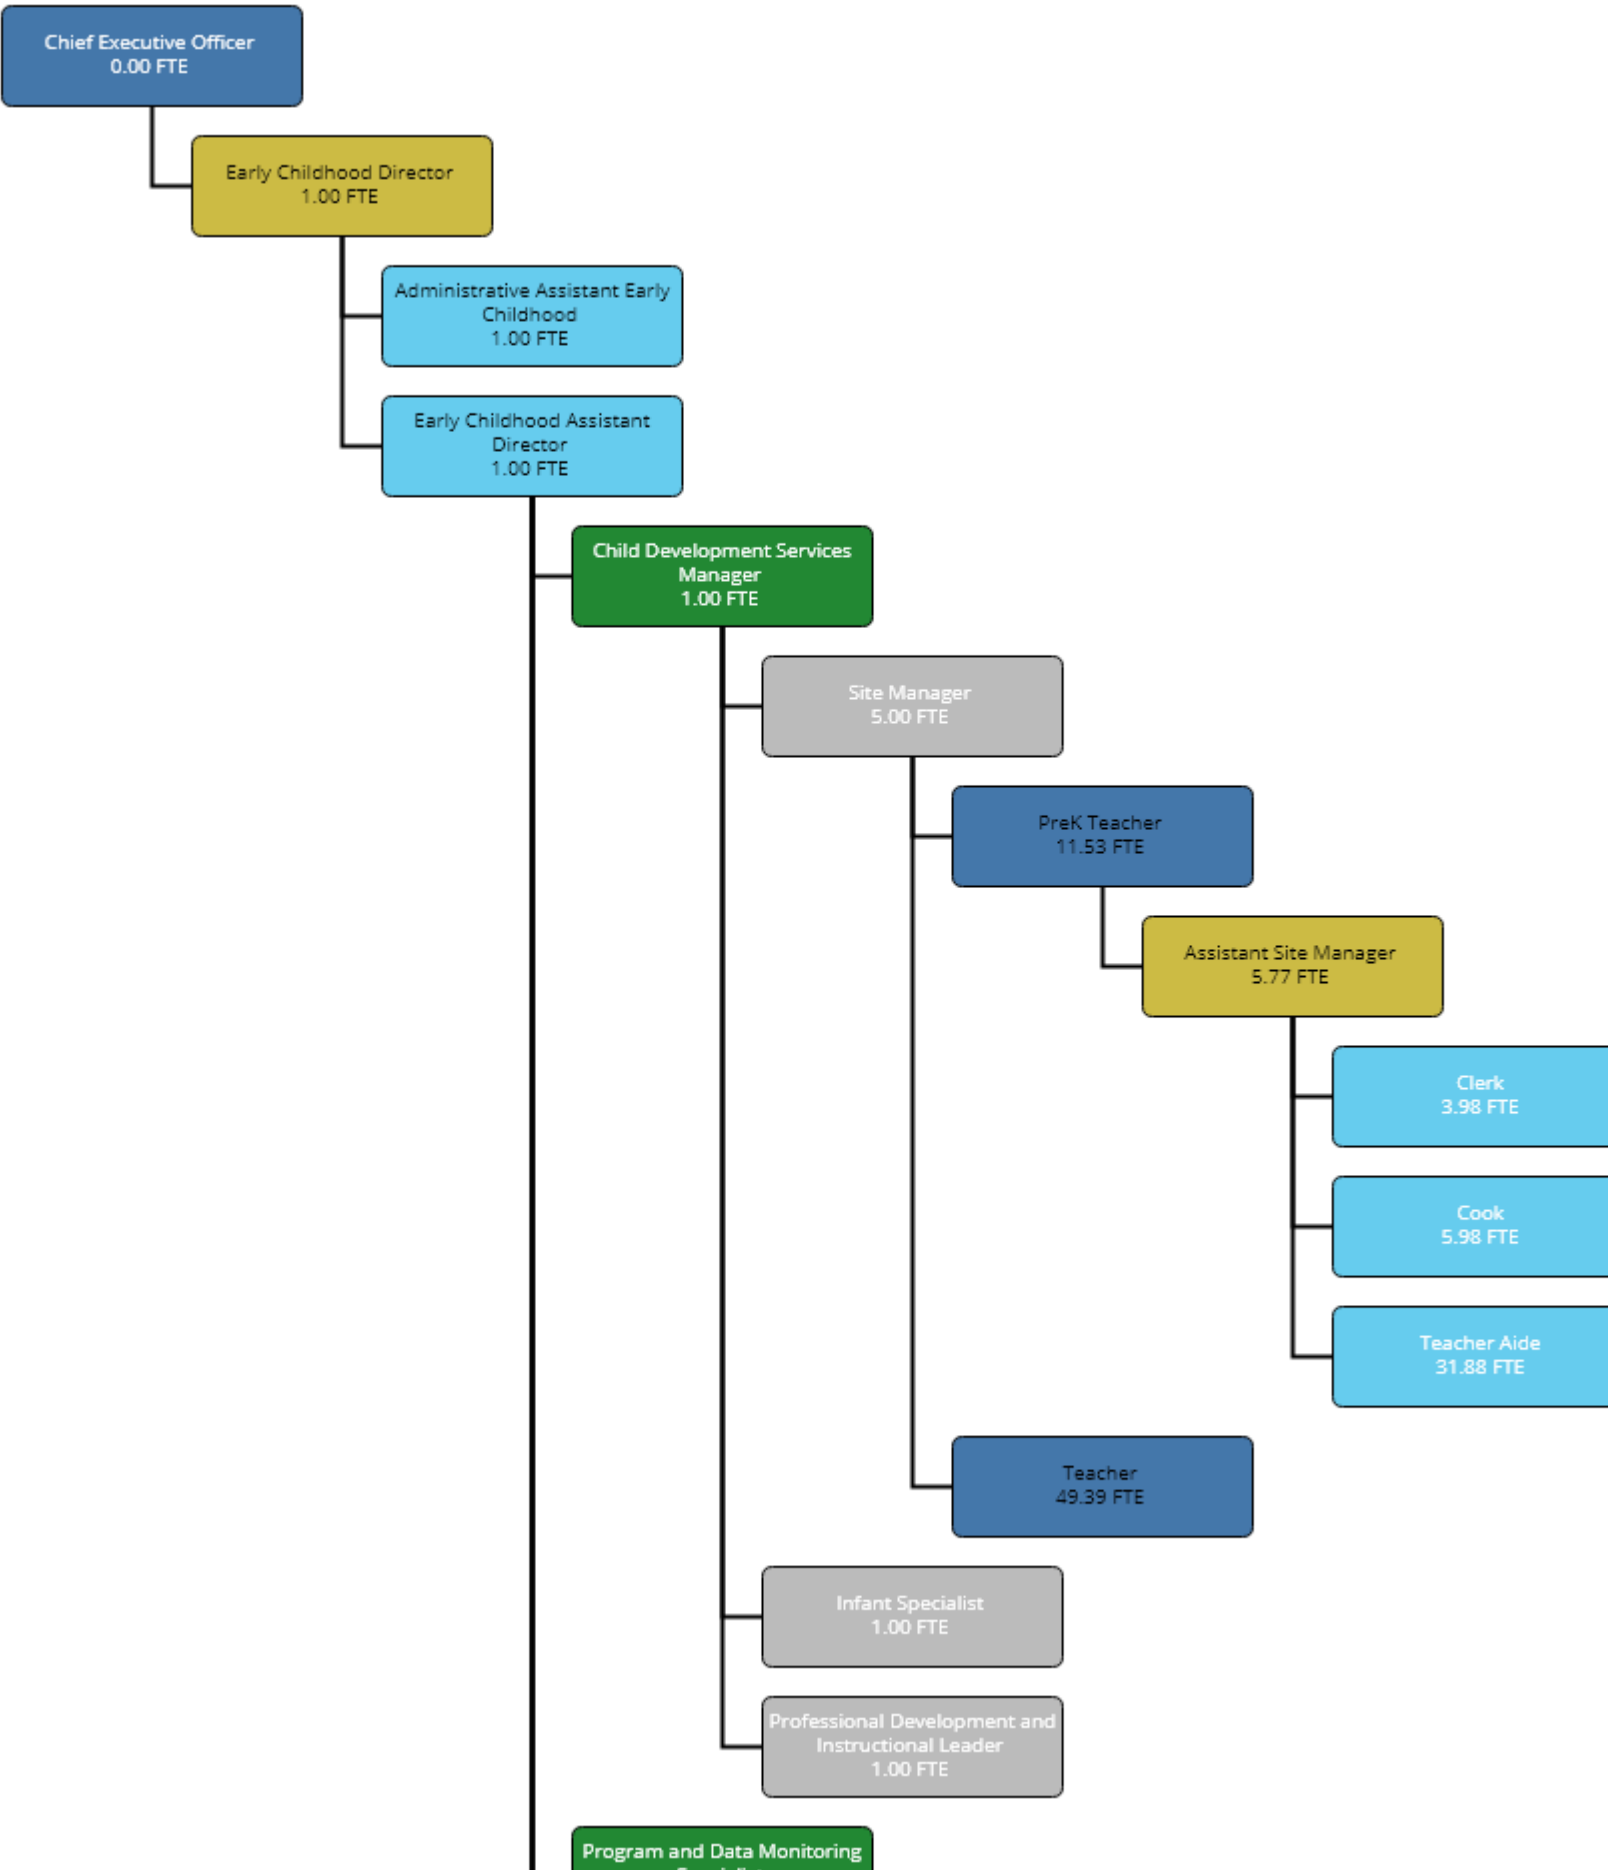 Chief Executive Officer
0.00 FTE
Early Childhood Director
1.00 FTE
Administrative Assistant Early
Childhood
1.00 FTE
Early Childhood Assistant
Director
1.00 FTE
Child Development Services
Manager
1.00 FTE
Site Manager
5.00 FTE
PreK Teacher
11.53 FTE
Assistant Site Manager
5.77 FTE
Clerk
3.98 FTE
Cook
5.98 FTE
Teacher Aide
31.88 FTE
Teacher
49.39 FTE
Infant Specialist
1.00 FTE
Professional Development and
Instructional Leader
1.00 FTE
Program and Data Monitoring